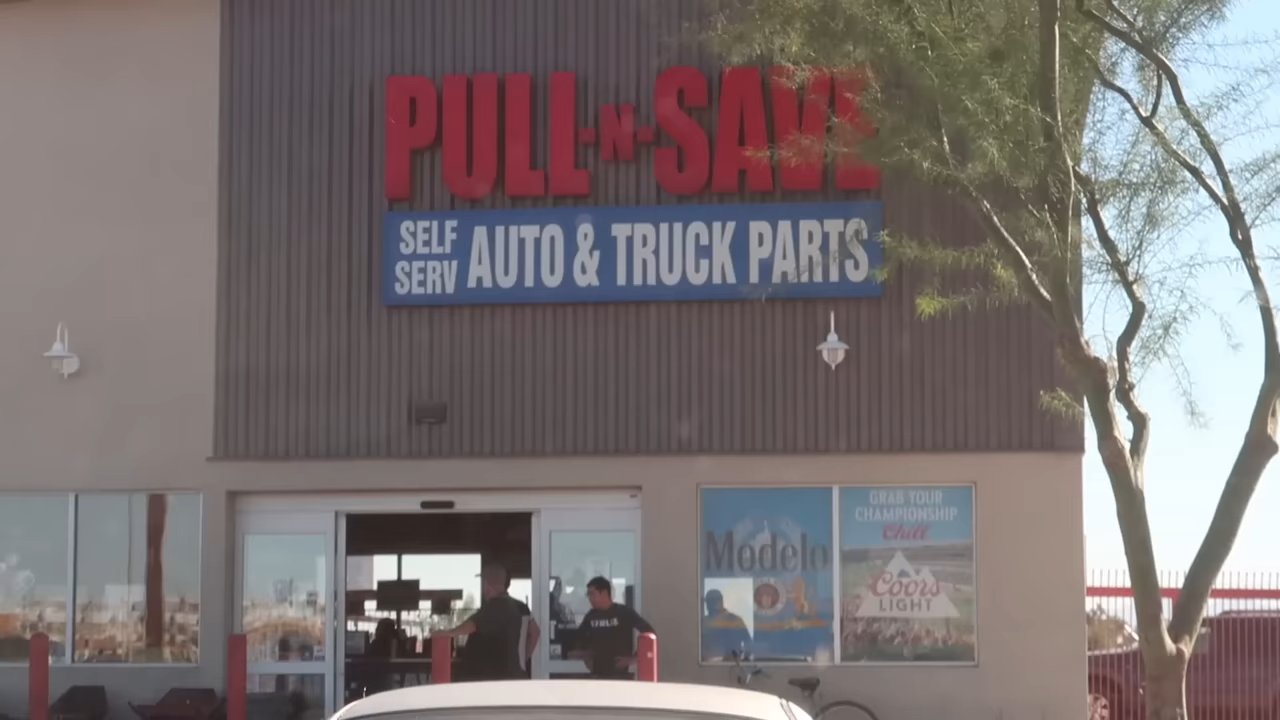 PULL-N-SAVE
SELF
SERV
AUTO & TRUCK PARTS
Modelo
GRAB YOUR
CHAMPIONSHIP
Chill
Coors
LIGHT